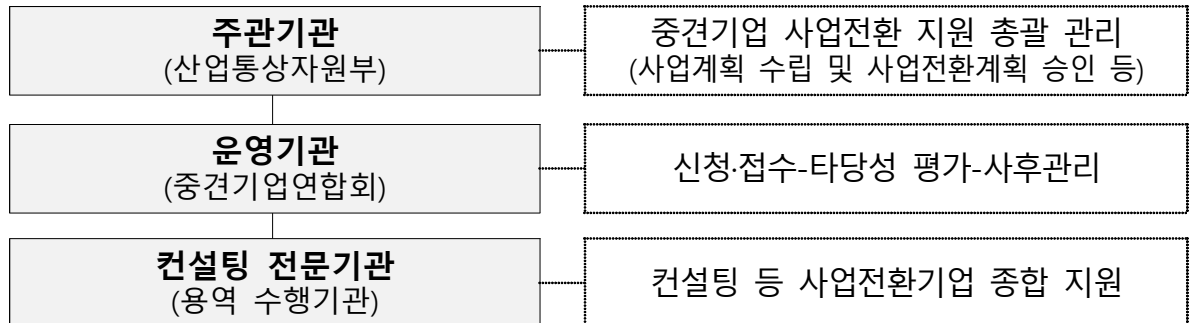 주관기관
(산업통상자원부)
중견기업 사업전환 지원 총괄 관리
(사업계획 수립 및 사업전환계획 승인 등)
운영기관
(중견기업연합회)
신청·접수-타당성 평가-사후관리
컨설팅 전문기관
(용역 수행기관)
컨설팅 등 사업전환기업 종합 지원